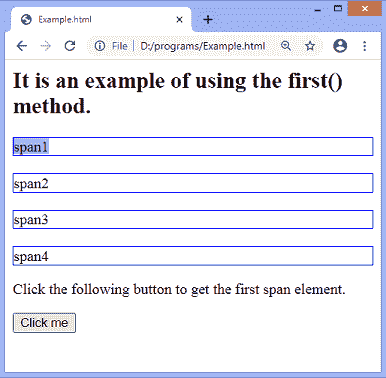 Example.html
File | D:/programs/Example.html
It is an example of using the first()
method.
span1
span2
span3
span4
Click the following button to get the first span element.
Click me